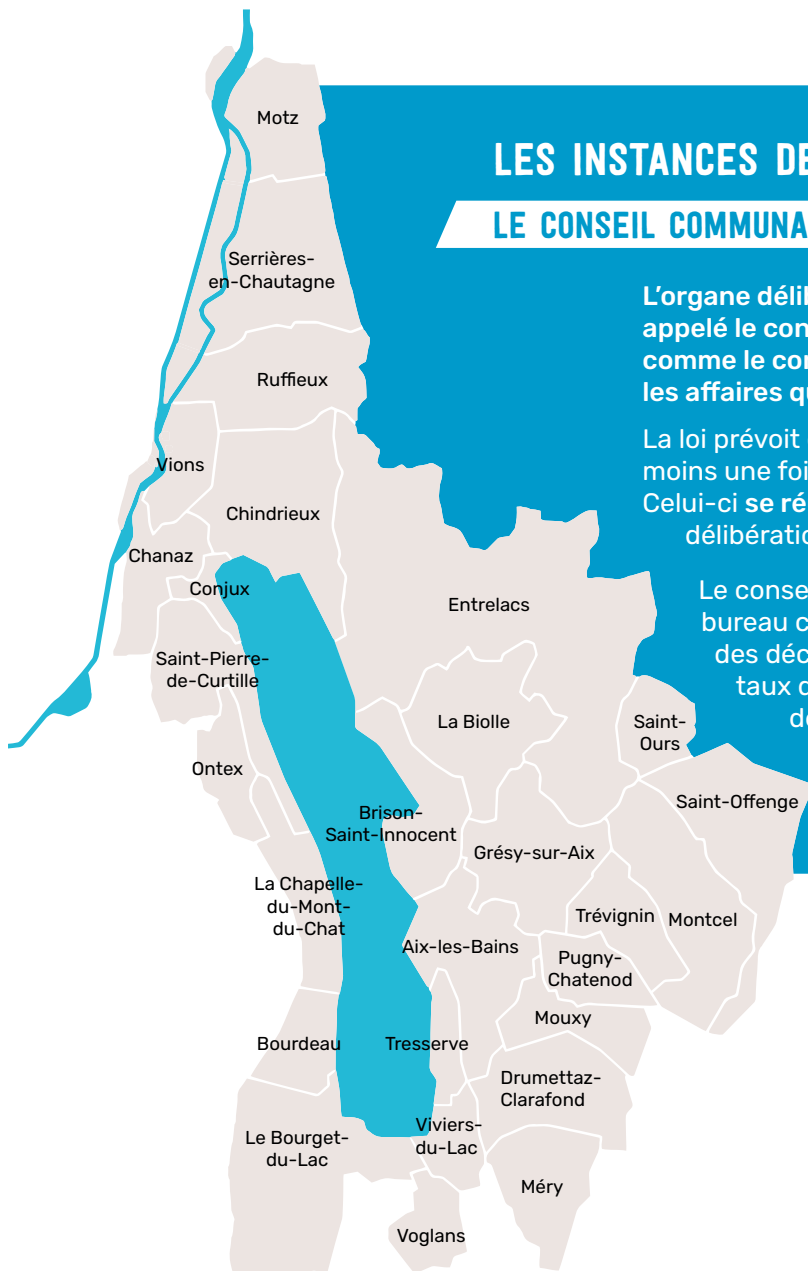 LES INSTANCES DE
LE CONSEIL COMMUNA
L'organe délib
appelé le con
comme le con
les affaires qu
La loi prévoit
moins une foi
Celui-ci se ré
délibératio
Le conse
bureau c
des déc
taux d
de
Motz
Serrières-
en-Chautagne
Ruffieux
Vions
Chindrieux
Chanaz
Conjux
Entrelacs
Saint-Pierre-
de-Curtille
La Biolle
Saint-
Ours
Ontex
Saint-Offenge
Brison-
Saint-Innocent
Grésy-sur-Aix
La Chapelle-
du-Mont-
du-Chat
Trévignin
Montcel
Aix-les-Bains
Pugny-
Chatenod
Mouxy
Bourdeau
Tresserve
Drumettaz-
Clarafond
Le Bourget-
du-Lac
Viviers-
du-Lac
Méry
Voglans